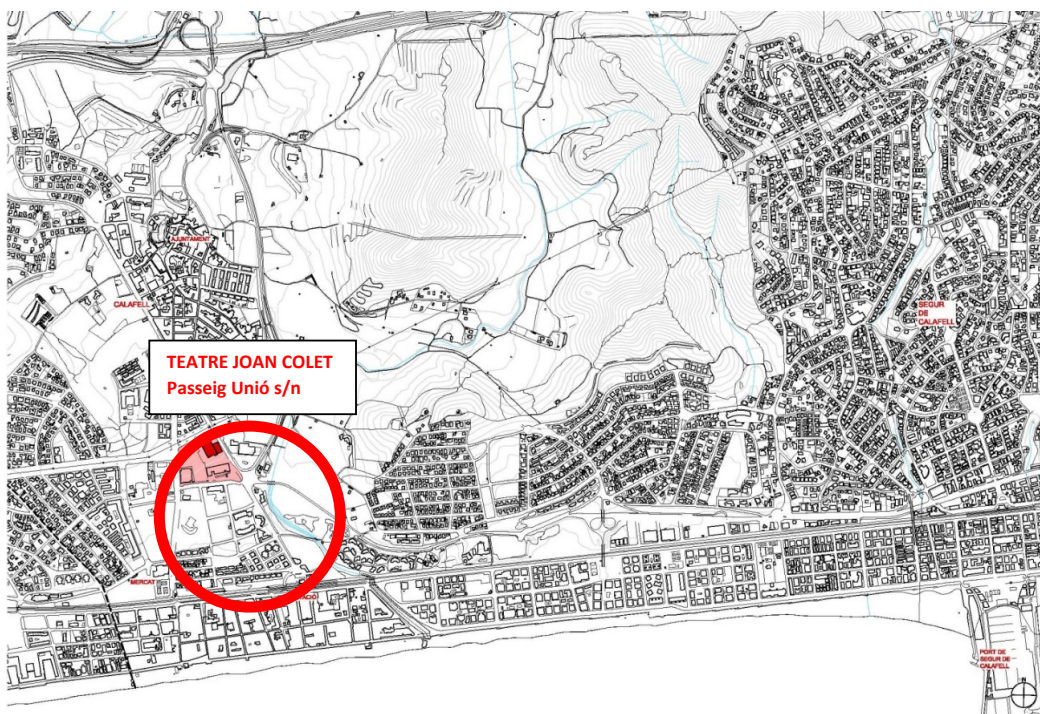 AJUNTAMENT
CALAFELL
SEGUR
DE
CALAFELL
TEATRE JOAN COLET
Passeig Unió s/n
MERCAT
PORT DE
SEGUR DE
CALAFELL
N